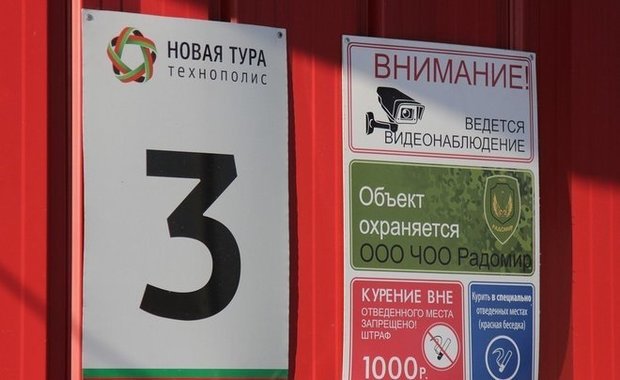 НОВАЯ ТУРА
ТЕХНОПОЛИС
3
ВНИМАНИЕ!
ВЕДЕТСЯ
ВИДЕОНАБЛЮДЕНИЕ
Объект
охраняется
РАДОМИР
ООО ЧОО Радомир
КУРЕНИЕ ВНЕ
ОТВЕДЕННОГО МЕСТА
ЗАПРЕЩЕНО!
ШТРАФ
1000Р.
Курить в специально
отведенных местах
(красная беседка)